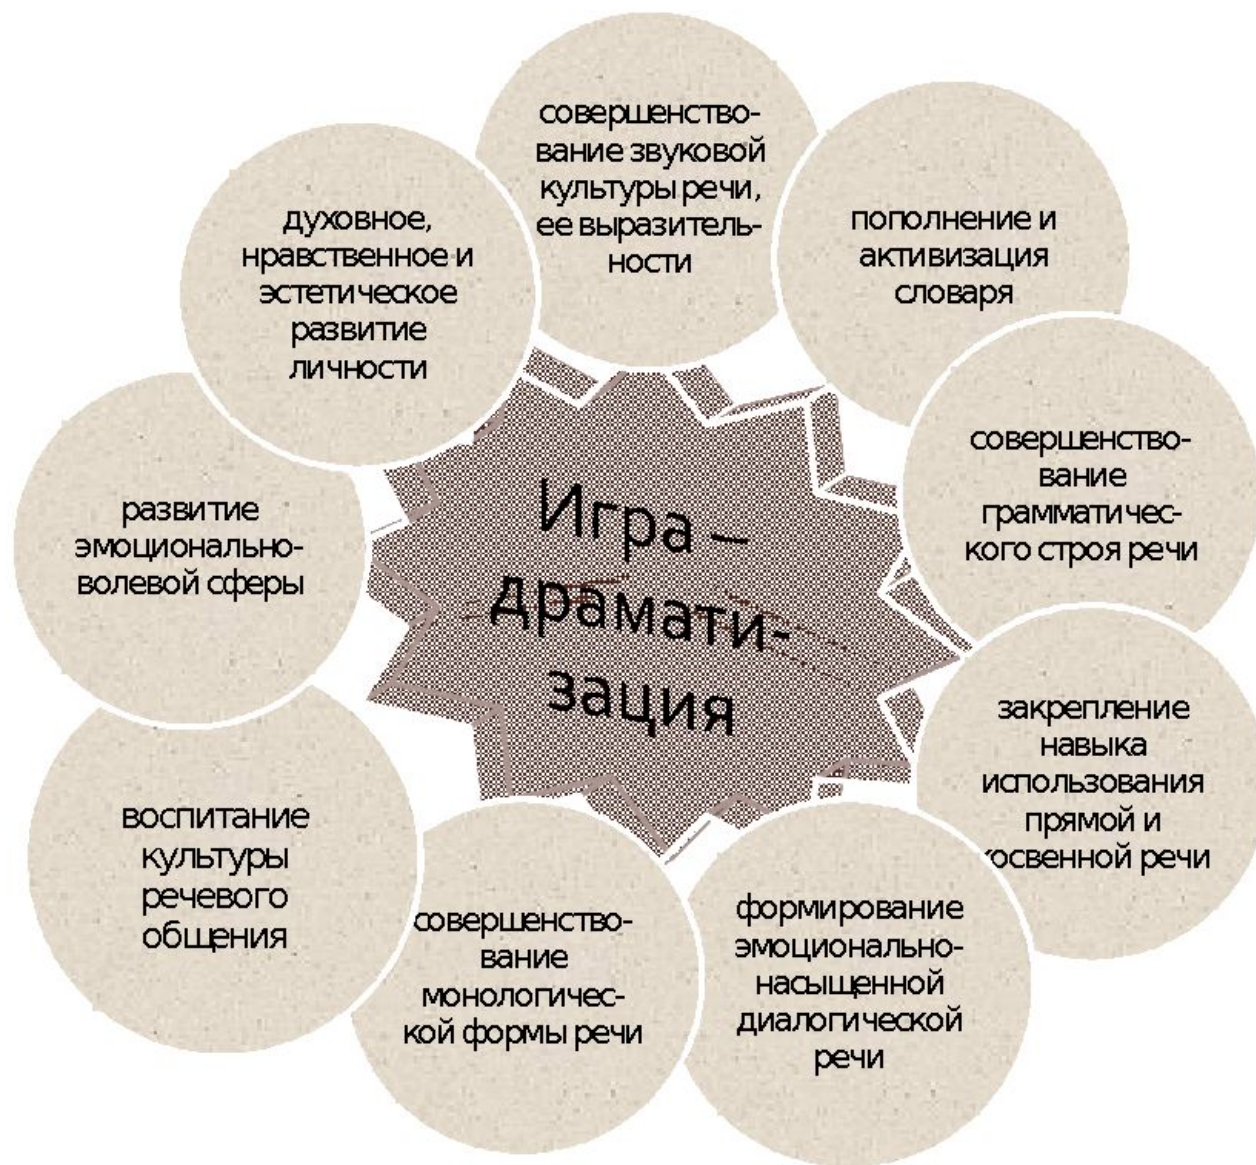 совершенство-
вание звуковой
культуры речи,
ее выразитель-
ности
пополнение и
активизация
словаря
совершенство-
вание
грамматичес-
кого строя речи
закрепление
навыка
использования
прямой и
косвенной речи
формирование
эмоционально-
насыщенной
диалогической
речи
совершенство-
вание
монологичес-
кой формы речи
воспитание
культуры
речевого
общения
развитие
эмоционально-
волевой сферы
духовное,
нравственное и
эстетическое
развитие
личности
Игра –
драмати-
зация